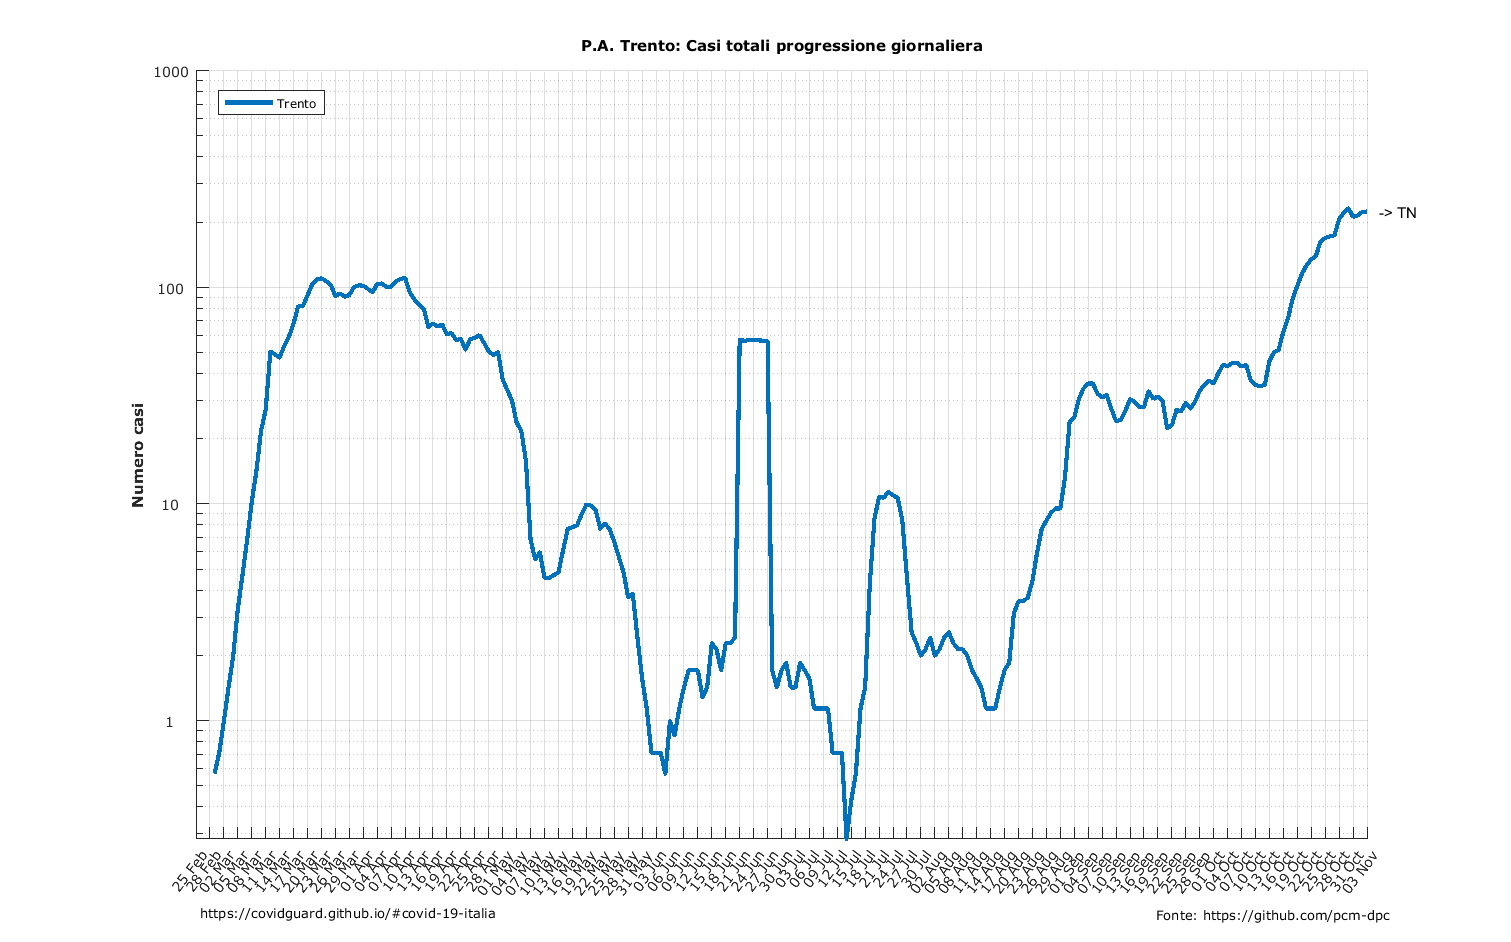 P.A. Trento: Casi totali progressione giornaliera
1000
100
10
1
Numero casi
Trento
-> TN
25 Feb
28 Feb
02 Mar
05 Mar
08 Mar
11 Mar
14 Mar
17 Mar
20 Mar
23 Mar
26 Mar
29 Mar
01 Apr
04 Apr
07 Apr
10 Apr
13 Apr
16 Apr
19 Apr
22 Apr
25 Apr
28 Apr
01 May
04 May
07 May
10 May
13 May
16 May
19 May
22 May
25 May
28 May
31 May
03 Jun
06 Jun
09 Jun
12 Jun
15 Jun
18 Jun
21 Jun
24 Jun
27 Jun
30 Jun
03 Jul
06 Jul
09 Jul
12 Jul
15 Jul
18 Jul
21 Jul
24 Jul
27 Jul
30 Jul
02 Aug
05 Aug
08 Aug
11 Aug
14 Aug
17 Aug
20 Aug
23 Aug
26 Aug
29 Aug
01 Sep
04 Sep
07 Sep
10 Sep
13 Sep
16 Sep
19 Sep
22 Sep
25 Sep
28 Sep
01 Oct
04 Oct
07 Oct
10 Oct
13 Oct
16 Oct
19 Oct
22 Oct
25 Oct
28 Oct
31 Oct
03 Nov
https://covidguard.github.io/#covid-19-italia
Fonte: https://github.com/pcm-dpc